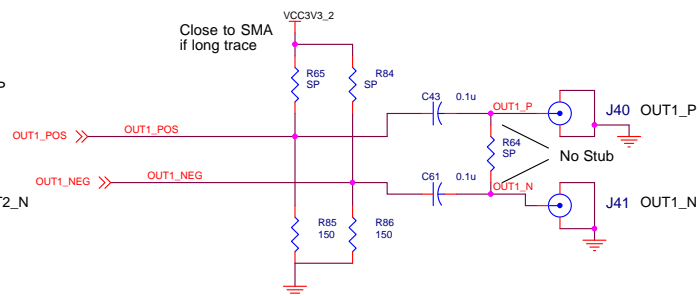 VCC3V3_2
Close to SMA
if long trace
R65
SP
R84
SP
C43
0.1u
OUT1_P
J40
OUT1_P
P
OUT1_POS
OUT1_POS
R64
SP
No Stub
OUT1_NEG
OUT1_NEG
C61
0.1u
OUT1_N
J41
OUT1_N
T2_N
R85
150
R86
150